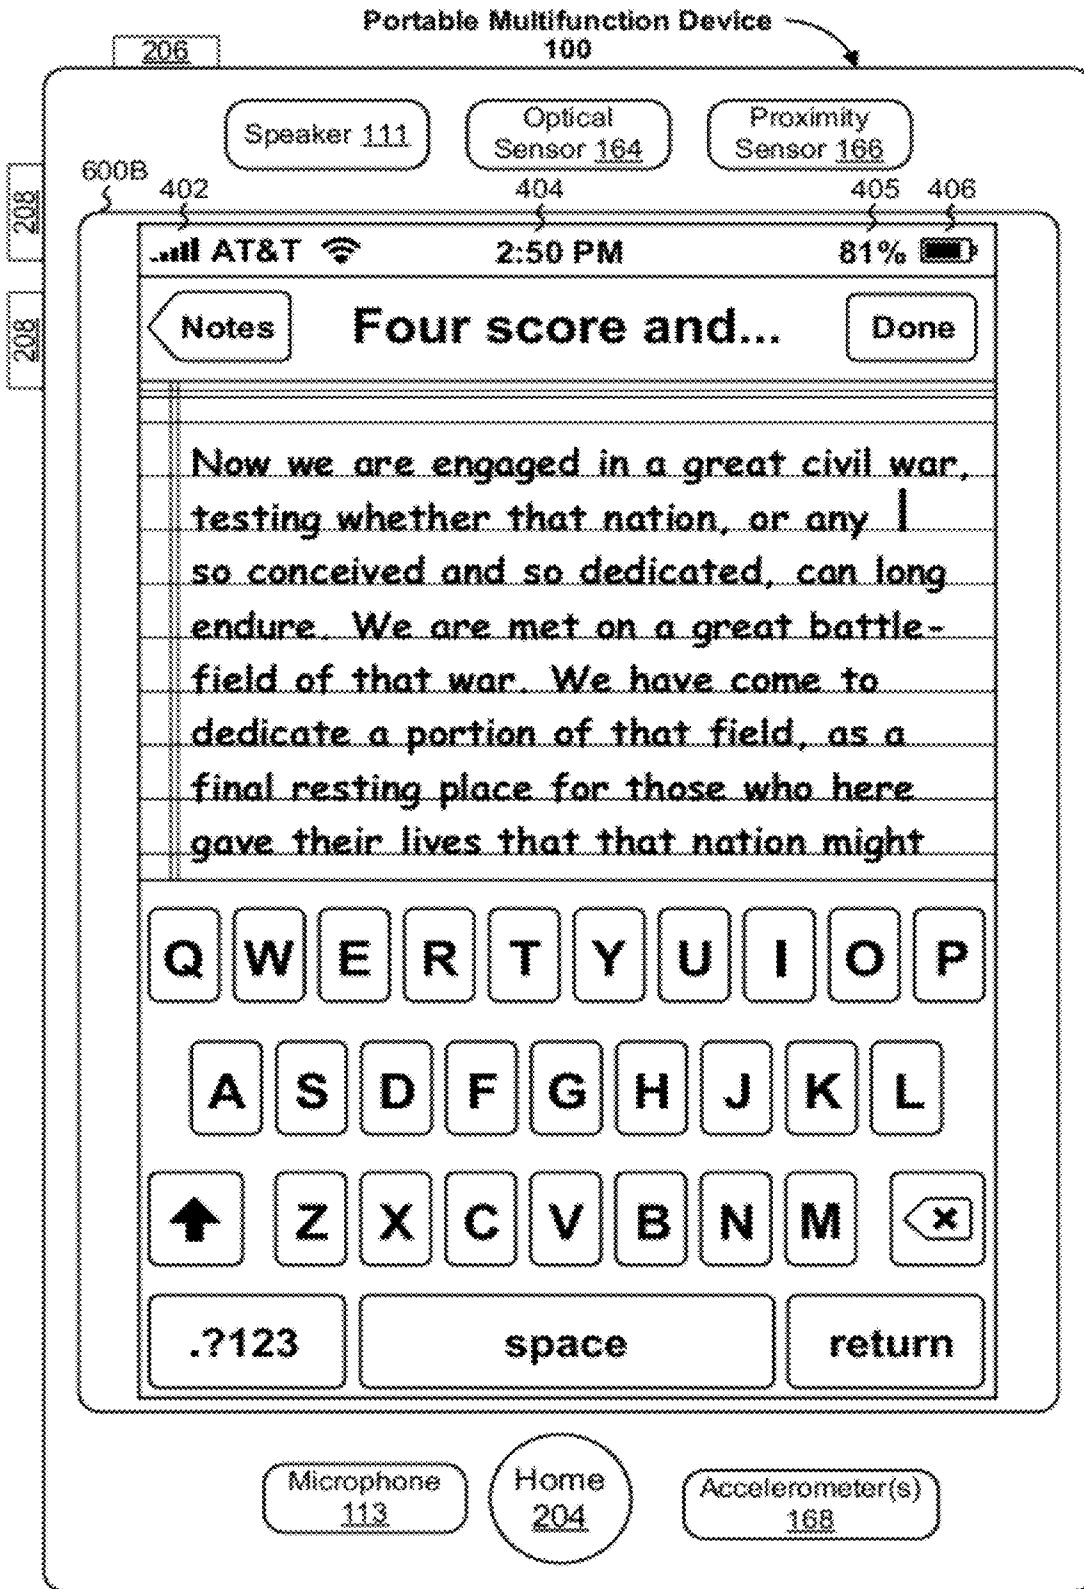 Portable Multifunction Device
100
206
Speaker 111
Optical
Sensor 164
Proximity
Sensor 166
208
208
600B
402
404
405
406
AT&T
2:50 PM
81%
Notes
Four score and...
Done
Now we are engaged in a great civil war,
testing whether that nation, or any
so conceived and so dedicated, can long
endure. We are met on a great battle-
field of that war. We have come to
dedicate a portion of that field, as a
final resting place for those who here
gave their lives that that nation might
Q W E R T Y U I O P
A S D F G H J K L
Z X C V B N M
.?123
space
return
Microphone
113
Home
204
Accelerometer(s)
168